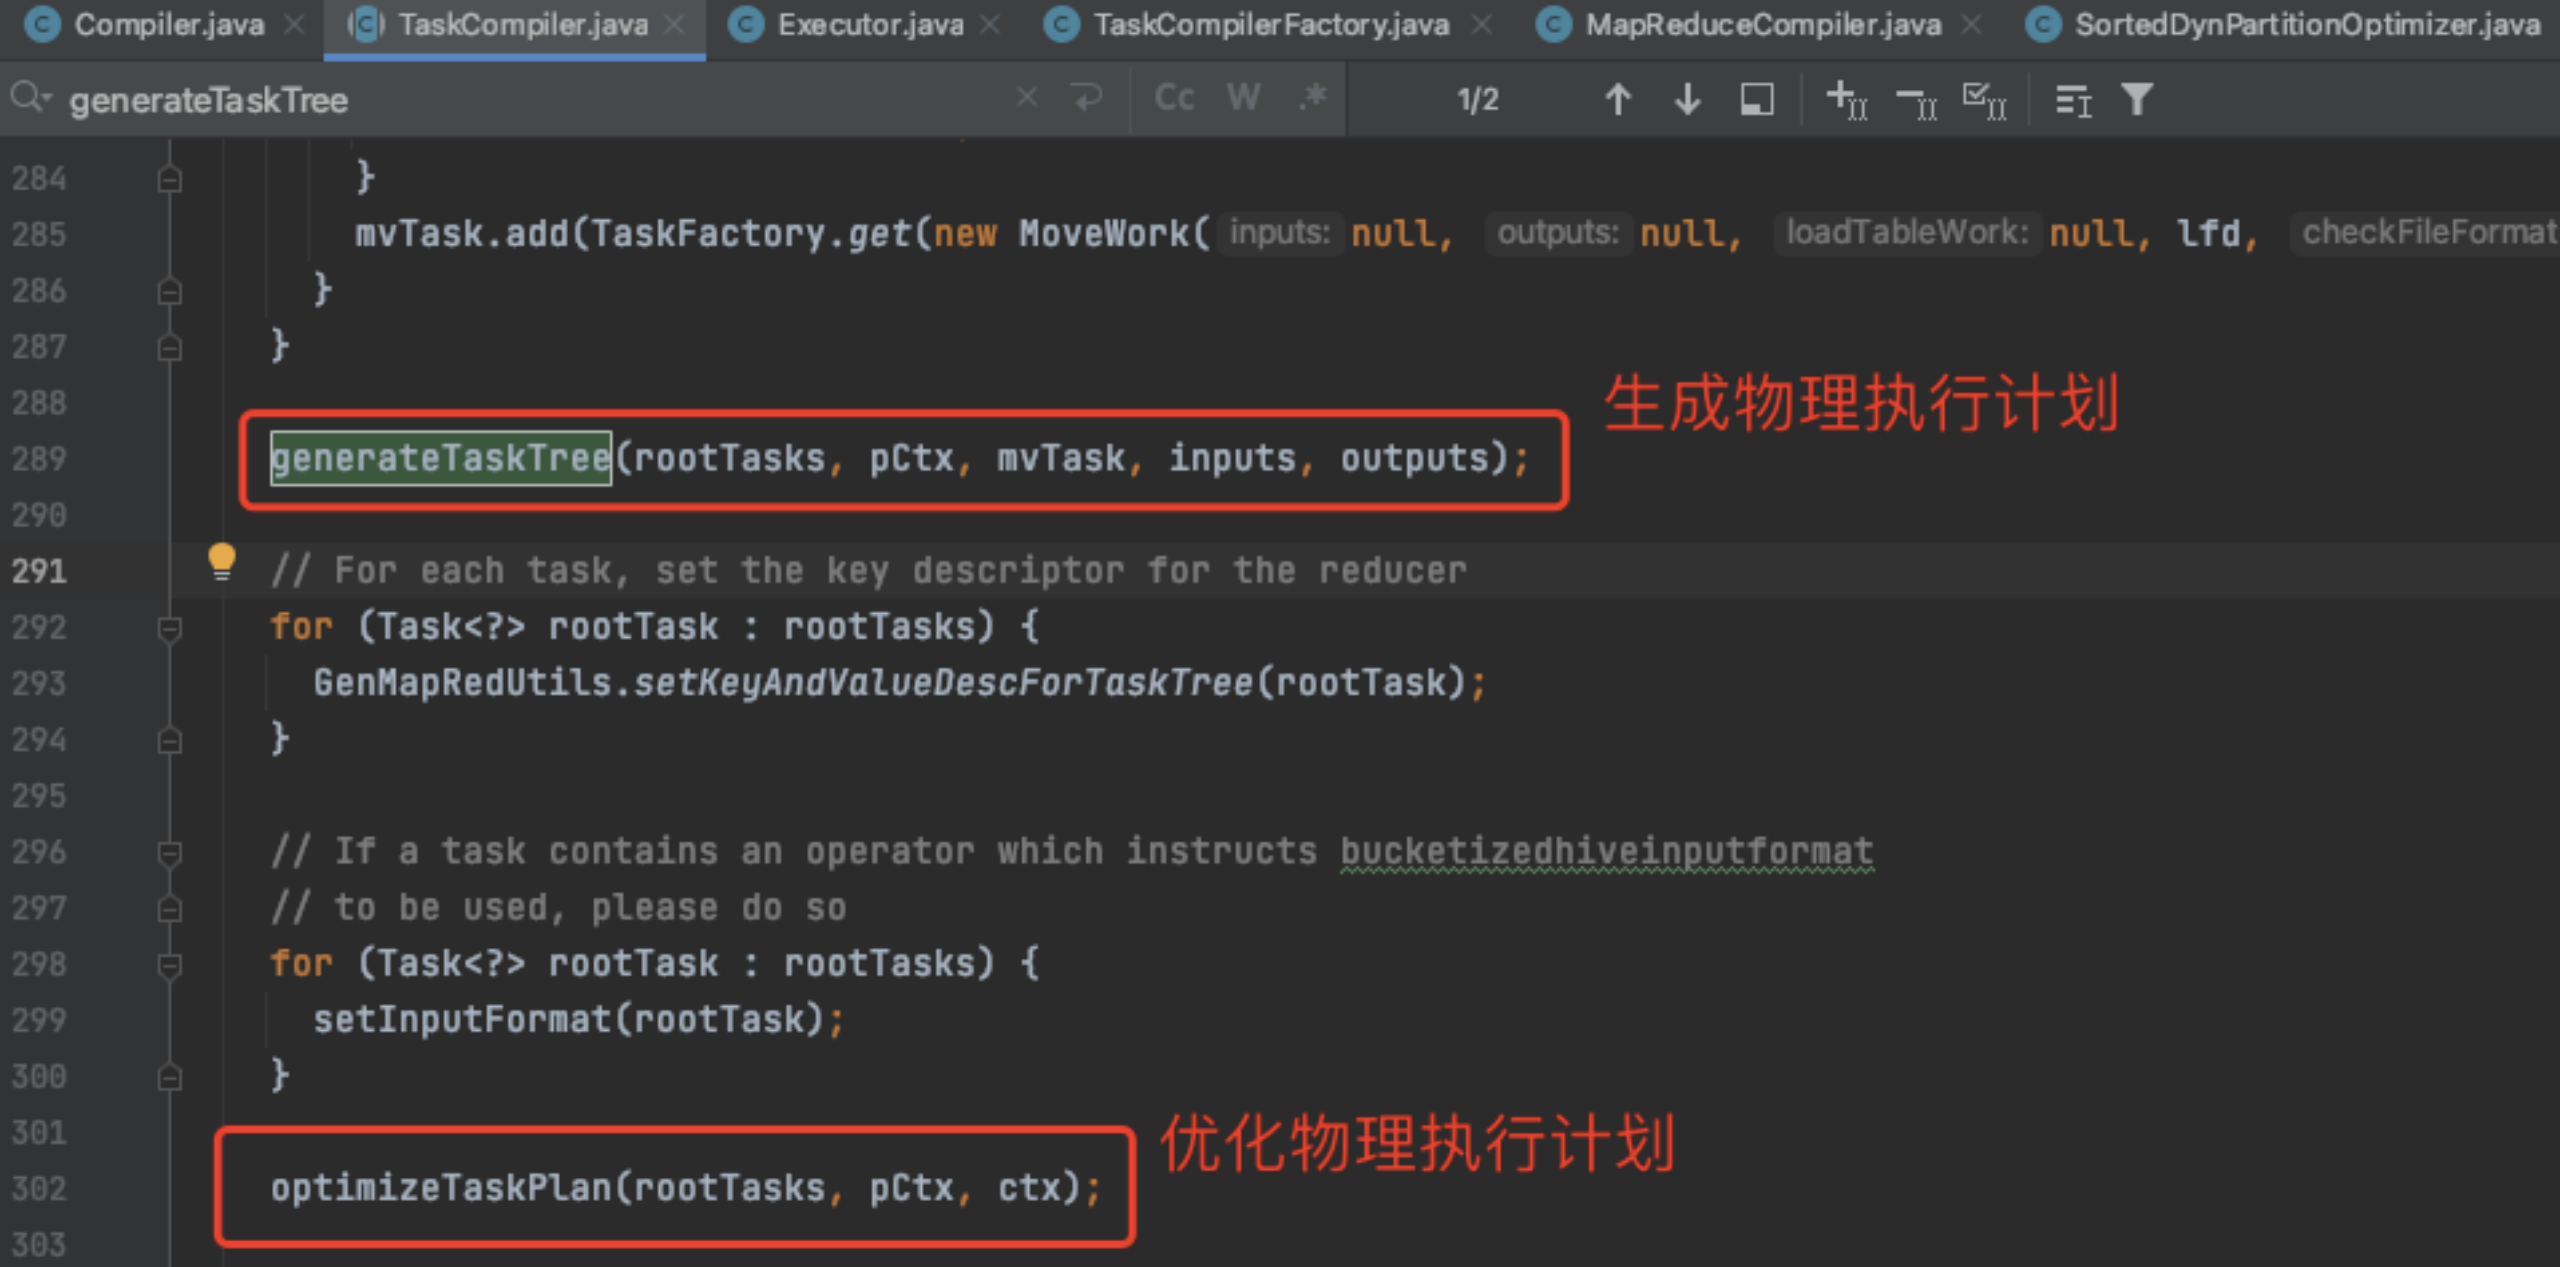 Compiler.java TaskCompiler.java Executor.java TaskCompilerFactory.java MapReduceCompiler.java SortedDynPartitionOptimizer.java
generateTaskTree Cc W .* 1/2
284 }
285 mvTask.add(TaskFactory.get(new MoveWork( inputs: null, outputs: null, loadTableWork: null, lfd, checkFileFormat
286 }
287 }
288
生成物理执行计划
289 generateTaskTree(rootTasks, pCtx, mvTask, inputs, outputs);
290
291 // For each task, set the key descriptor for the reducer
292 for (Task<?> rootTask : rootTasks) {
293 GenMapRedUtils.setKeyAndValueDescForTaskTree(rootTask);
294 }
295
296 // If a task contains an operator which instructs bucketizedhiveinputformat
297 // to be used, please do so
298 for (Task<?> rootTask : rootTasks) {
299 setInputFormat(rootTask);
300 }
301
优化物理执行计划
302 optimizeTaskPlan(rootTasks, pCtx, ctx);
303